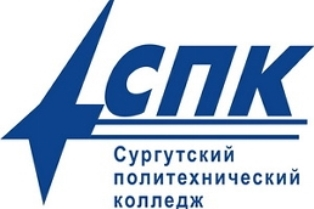 СПК
Сургутский
политехнический
колледж